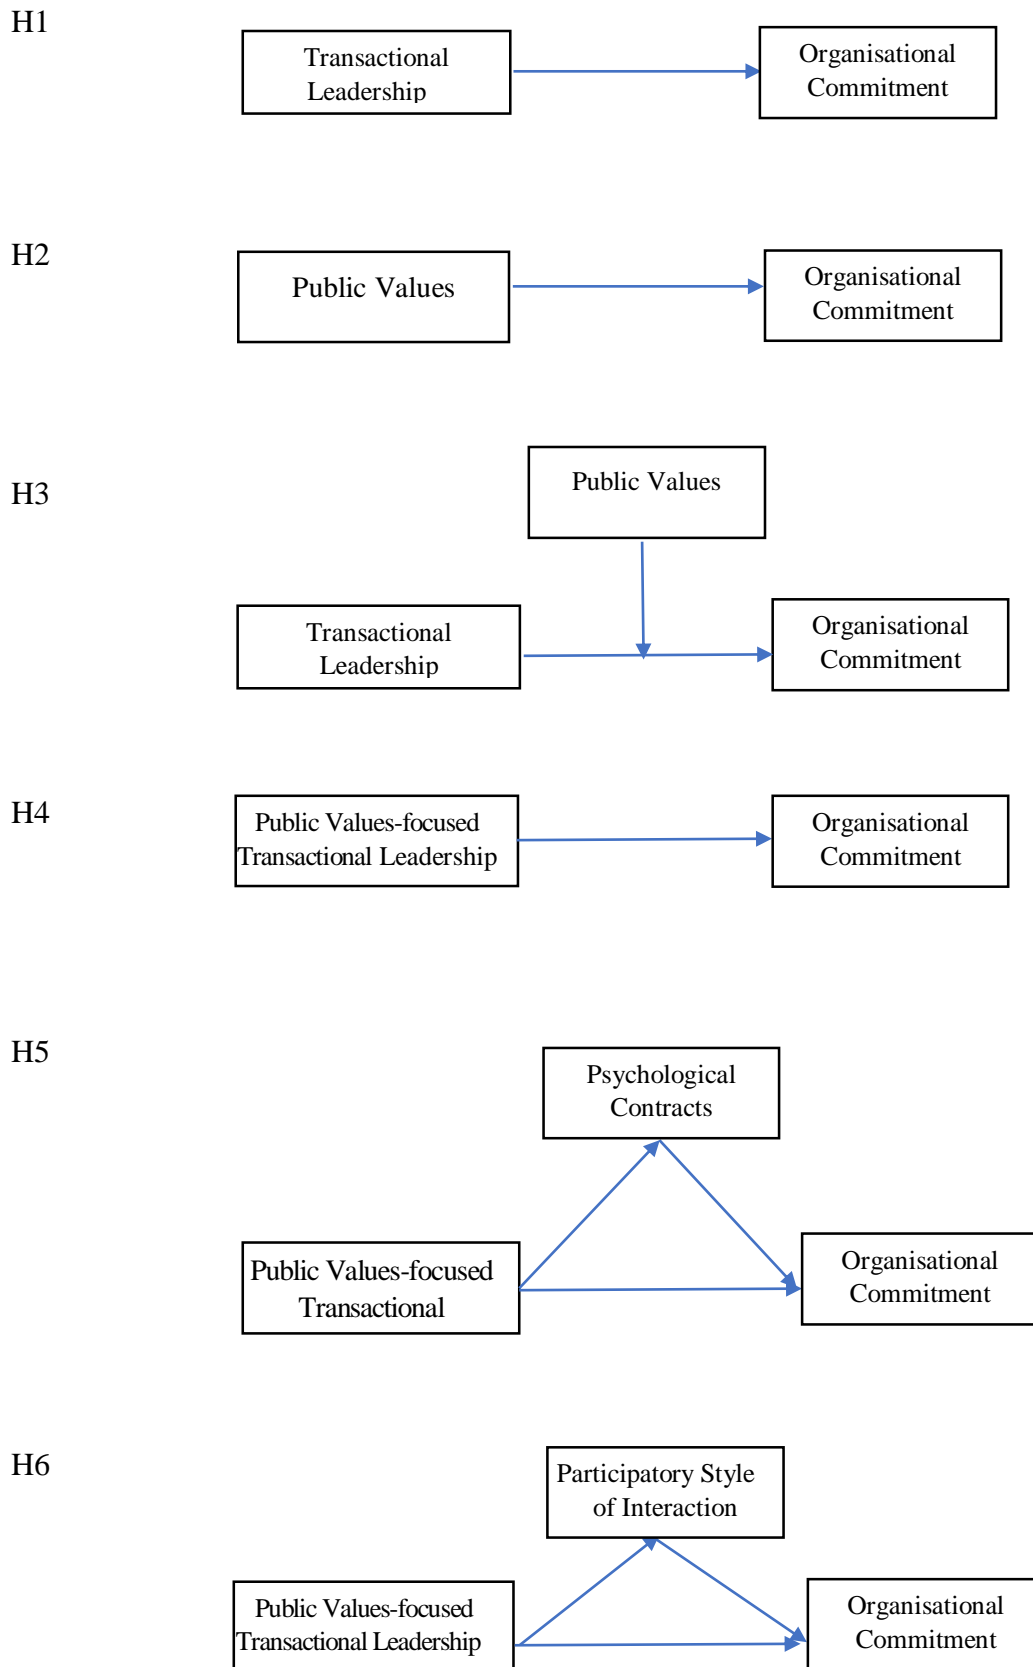 H1
Transactional
Leadership
Organisational
Commitment
H2
Public Values
Organisational
Commitment
H3
Public Values
Transactional
Leadership
Organisational
Commitment
H4
Public Values-focused
Transactional Leadership
Organisational
Commitment
H5
Psychological
Contracts
Public Values-focused
Transactional
Organisational
Commitment
H6
Participatory Style
of Interaction
Public Values-focused
Transactional Leadership
Organisational
Commitment